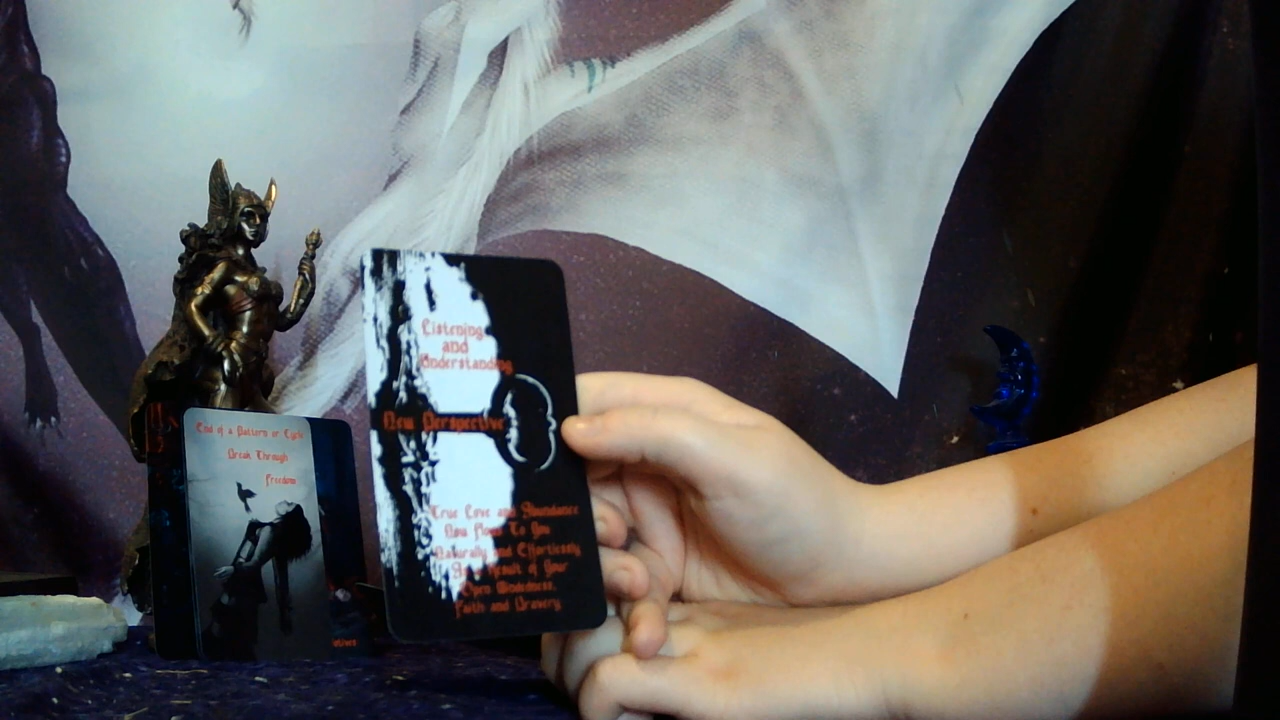 End of a Pattern or Cycle
Break Through
Freedom
Listening
and
Understanding
New Perspective
True Love and Abundance
Now flows To You
Naturally and Effortlessly
As a Result of Your
Open Mindedness,
Faith and Bravery